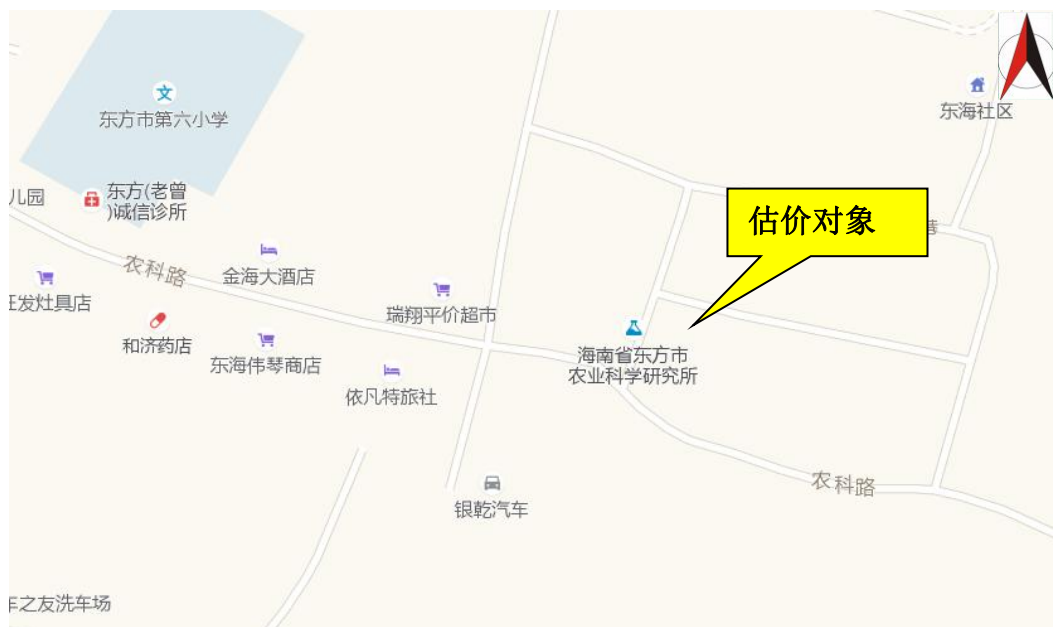 东方市第六小学
东海社区
东方(老曾
)诚信诊所
儿园
估价对象
农科路
金海大酒店
发灶具店
瑞翔平价超市
和济药店
东海伟琴商店
海南省东方市
农业科学研究所
依凡特旅社
农科路
银乾汽车
车之友洗车场